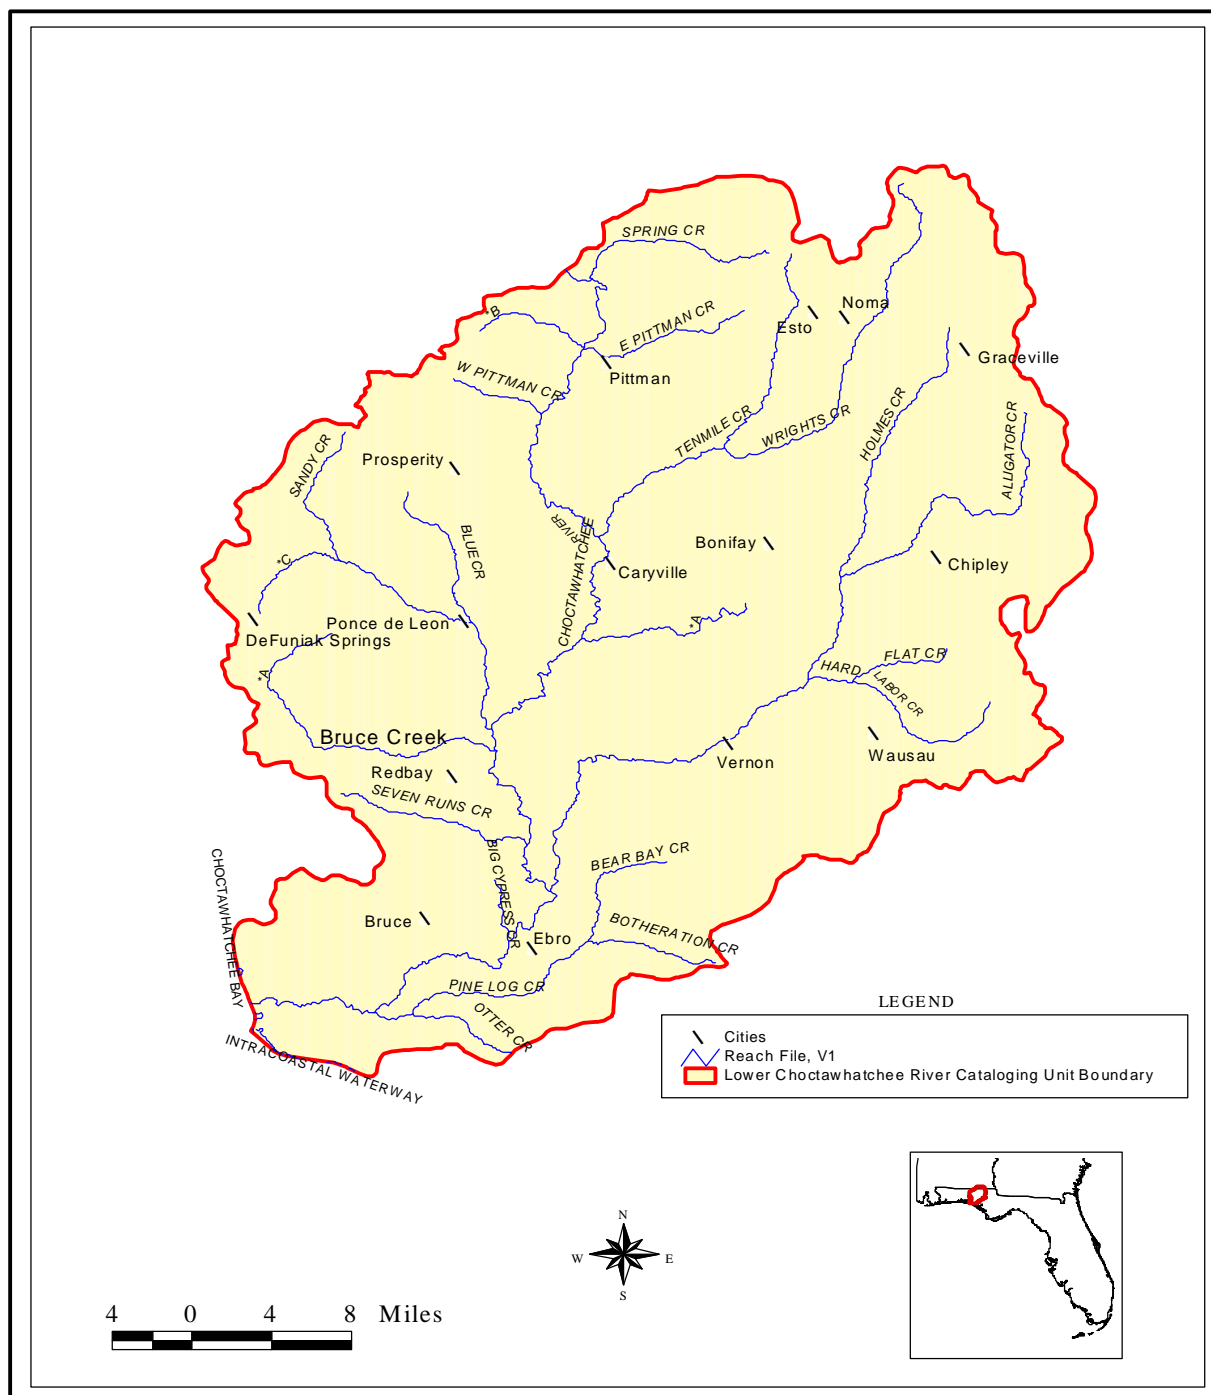 SPRING CR
*B
Noma
Esto
E PITTMAN CR
Graceville
Pittman
W PITTMAN CR
HOLMES CR
TENMILE CR
WRIGHTS CR
ALLIGATOR CR
SANDY CR
Prosperity
BLUE CR
RIVER
CHOCTAWHATCHEE
Bonifay
*C
Caryville
Chipley
Ponce de Leon
*A
DeFuniak Springs
*A
FLAT CR
HARD
LABOR CR
Bruce Creek
Wausau
Vernon
Redbay
SEVEN RUNS CR
BIG CYPRESS CR
BEAR BAY CR
CHOCTAWHATCHEE BAY
Bruce
BOTHERATION CR
Ebro
PINE LOG CR
OTTER CR
INTRACOASTAL WATERWAY
LEGEND
Cities
Reach File, V1
Lower Choctawhatchee River Cataloging Unit Boundary
N
W E
S
4 0 4 8 Miles